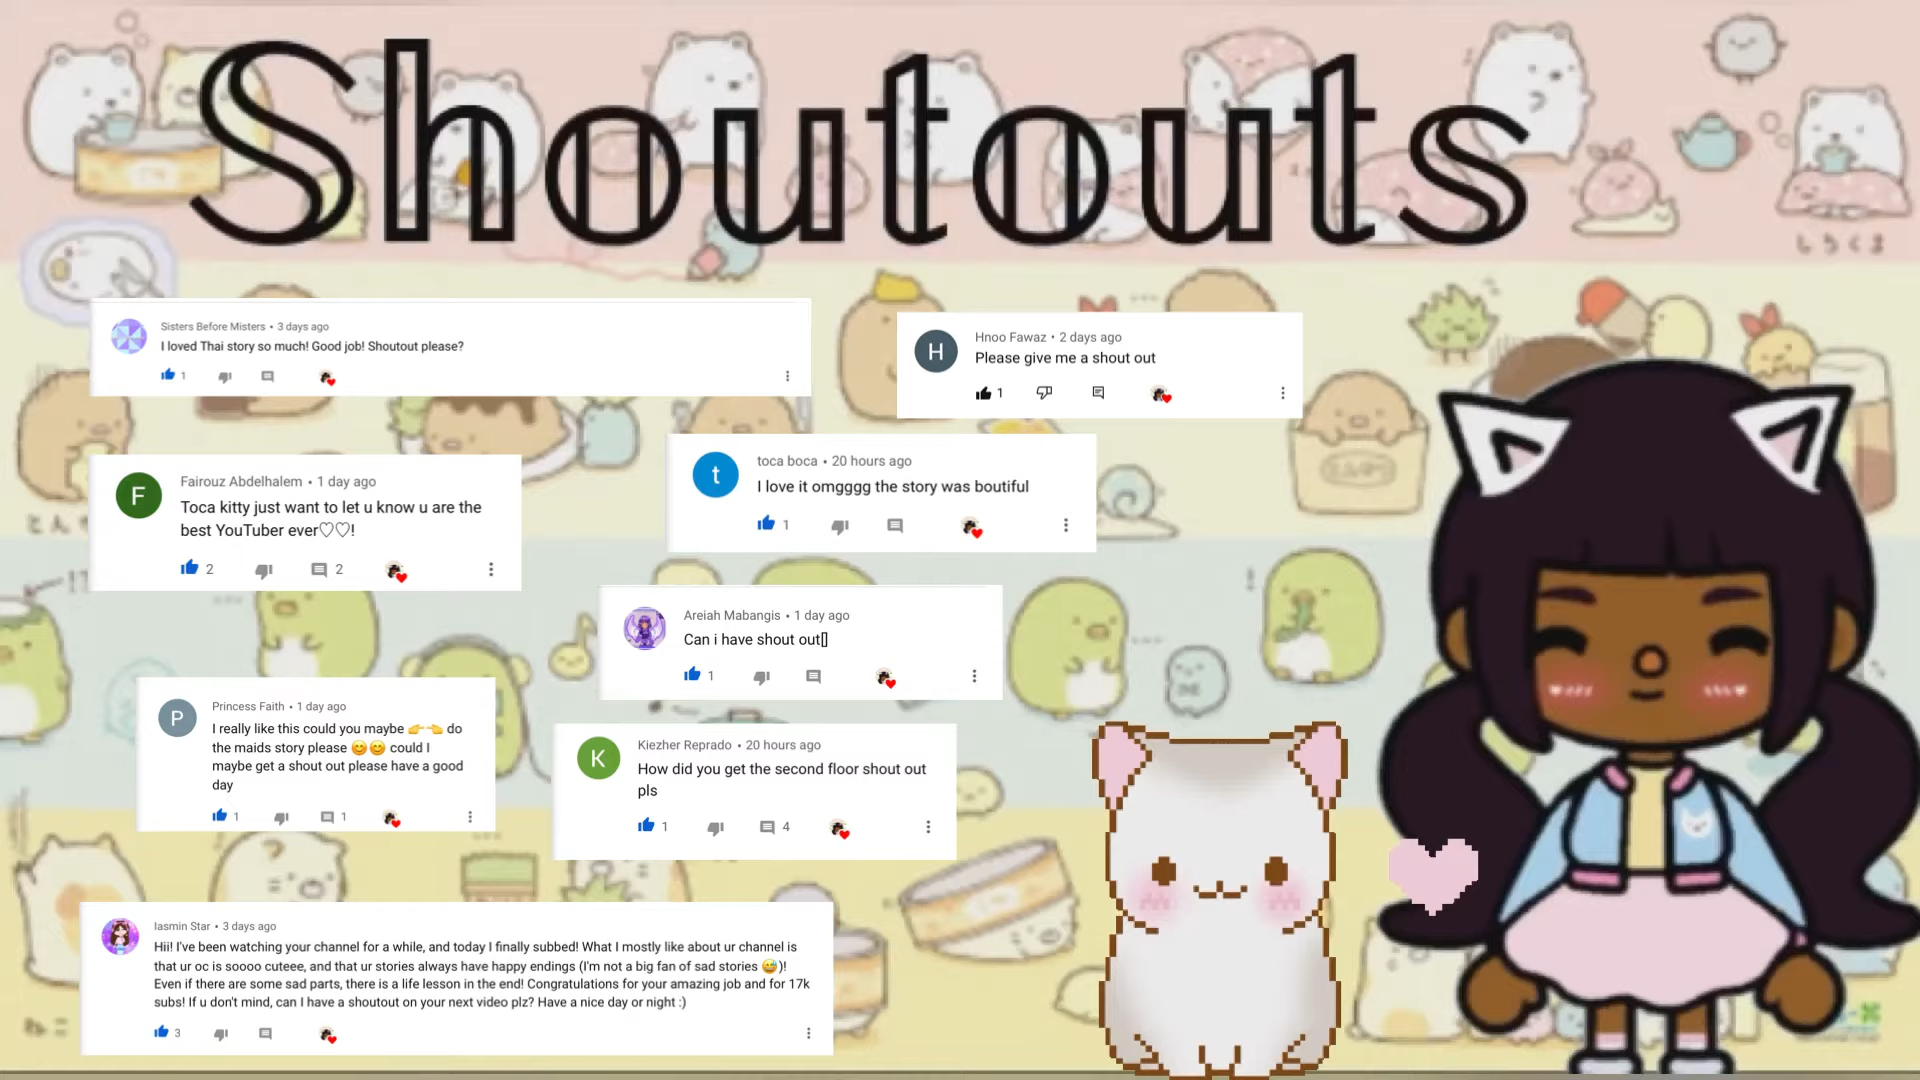 Shoutouts
しろくま
Sisters Before Misters • 3 days ago
I loved Thai story so much! Good job! Shoutout please?
1
H
Hnoo Fawaz • 2 days ago
Please give me a shout out
1
F
Fairouz Abdelhalem • 1 day ago
Toca kitty just want to let u know u are the
best YouTuber ever♡♡!
2 2
t
toca boca • 20 hours ago
I love it omgggg the story was boutiful
1
Areiah Mabangis • 1 day ago
Can i have shout out[]
1
P
Princess Faith • 1 day ago
I really like this could you maybe 👉👈 do
the maids story please 😊😊 could I
maybe get a shout out please have a good
day
1 1
K
Kiezher Reprado • 20 hours ago
How did you get the second floor shout out
pls
1 4
Iasmin Star • 3 days ago
Hii! I've been watching your channel for a while, and today I finally subbed! What I mostly like about ur channel is
that ur oc is soooo cuteee, and that ur stories always have happy endings (I'm not a big fan of sad stories 😅)!
Even if there are some sad parts, there is a life lesson in the end! Congratulations for your amazing job and for 17k
subs! If u don't mind, can I have a shoutout on your next video plz? Have a nice day or night :)
3
ねこ